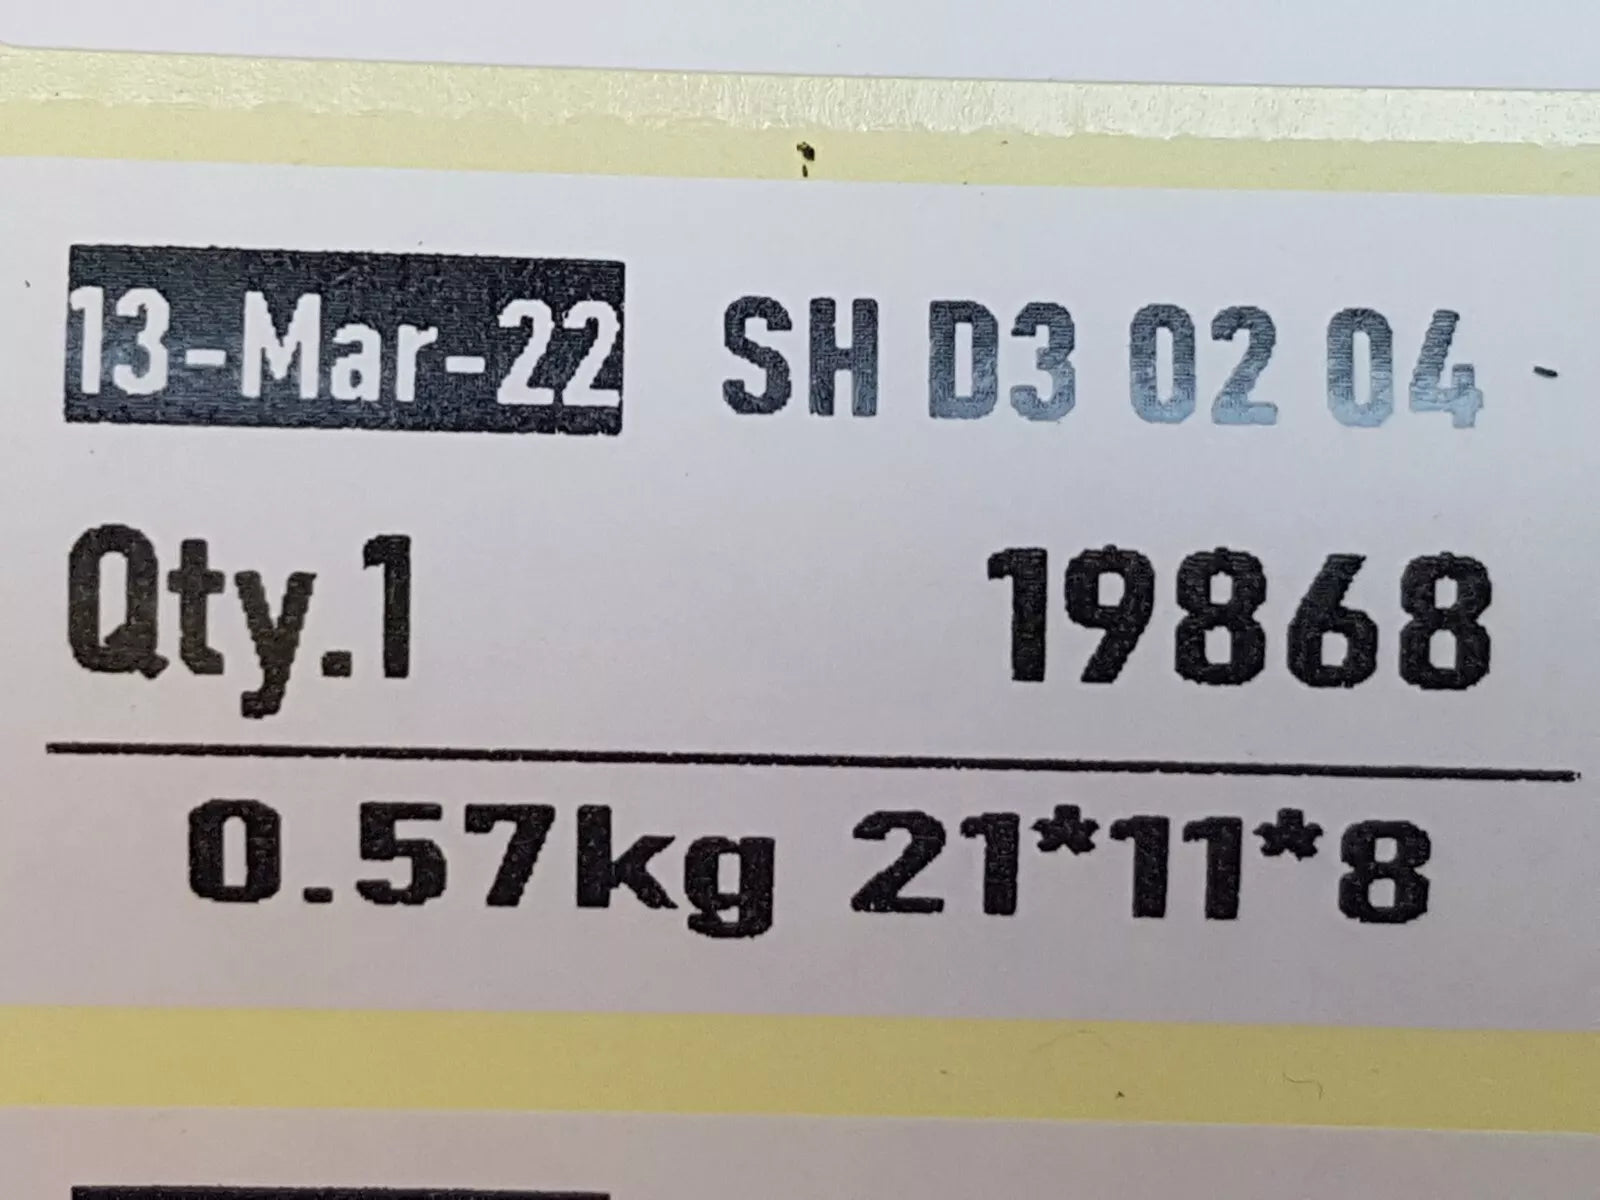 13-Mar-22 SH D3 02 04
Qty.1 19868
0.57kg 21*11*8